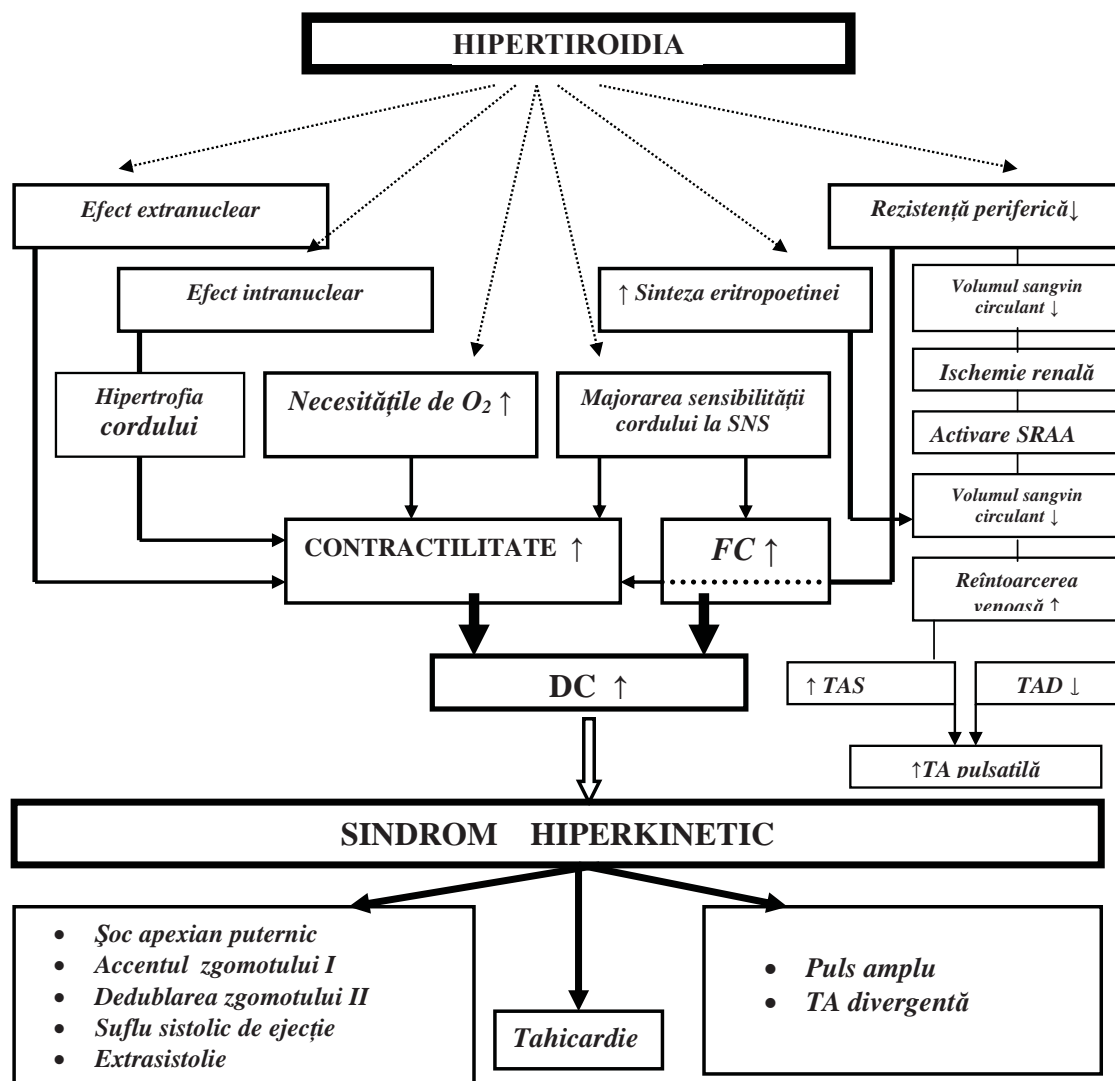 HIPERTIROIDIA
Efect extranuclear
Rezistență periferică↓
Efect intranuclear
↑ Sinteza eritropoetinei
Volumul sangvin
circulant ↓
Ischemie renală
Hipertrofia
cordului
Necesitățile de O₂ ↑
Majorarea sensibilității
cordului la SNS
Activare SRAA
Volumul sangvin
circulant ↓
CONTRACTILITATE ↑
FC ↑
Reîntoarcerea
venoasă ↑
DC ↑
↑ TAS
TAD ↓
↑TA pulsatilă
SINDROM HIPERKINETIC
• Şoc apexian puternic
• Accentul zgomotului I
• Dedublarea zgomotului II
• Suflu sistolic de ejecție
• Extrasistolie
Tahicardie
• Puls amplu
• TA divergentă